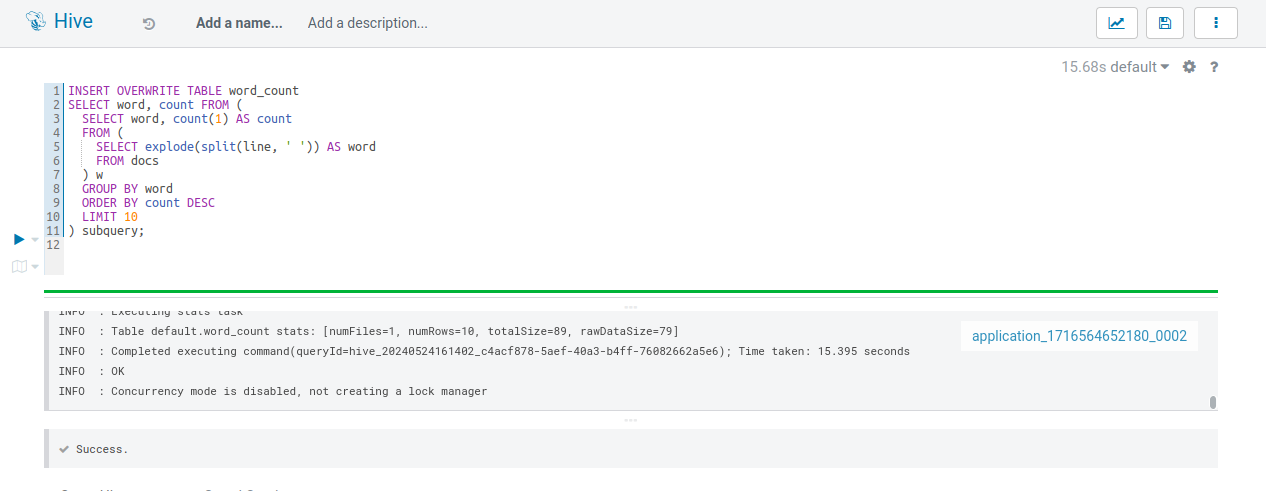 Hive Add a name... Add a description...
15.68s default ?
1 INSERT OVERWRITE TABLE word_count
2 SELECT word, count FROM (
3 SELECT word, count(1) AS count
4 FROM (
5 SELECT explode(split(line, ' ')) AS word
6 FROM docs
7 ) w
8 GROUP BY word
9 ORDER BY count DESC
10 LIMIT 10
11 ) subquery;
12
INFO : Executing stats task
INFO : Table default.word_count stats: [numFiles=1, numRows=10, totalSize=89, rawDataSize=79]
application_1716564652180_0002
INFO : Completed executing command(queryId=hive_20240524161402_c4acf878-5aef-40a3-b4ff-76082662a5e6); Time taken: 15.395 seconds
INFO : OK
INFO : Concurrency mode is disabled, not creating a lock manager
Success.